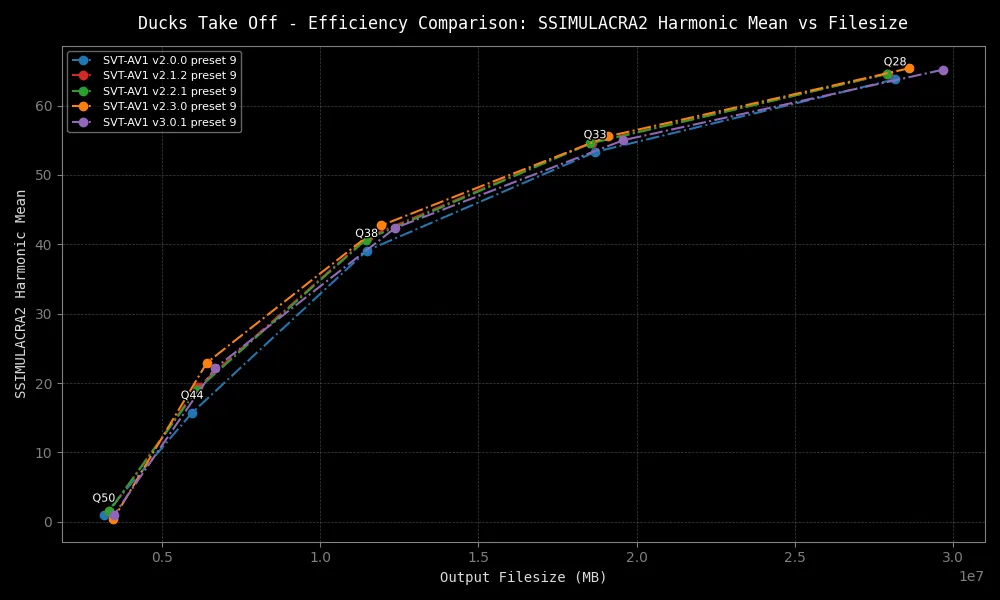 Ducks Take Off - Efficiency Comparison: SSIMULACRA2 Harmonic Mean vs Filesize
SVT-AV1 v2.0.0 preset 9
SVT-AV1 v2.1.2 preset 9
SVT-AV1 v2.2.1 preset 9
SVT-AV1 v2.3.0 preset 9
SVT-AV1 v3.0.1 preset 9
Q28
Q33
Q38
Q44
Q50
SSIMULACRA2 Harmonic Mean
60
50
40
30
20
10
0
0.5
1.0
1.5
2.0
2.5
3.0
1e7
Output Filesize (MB)